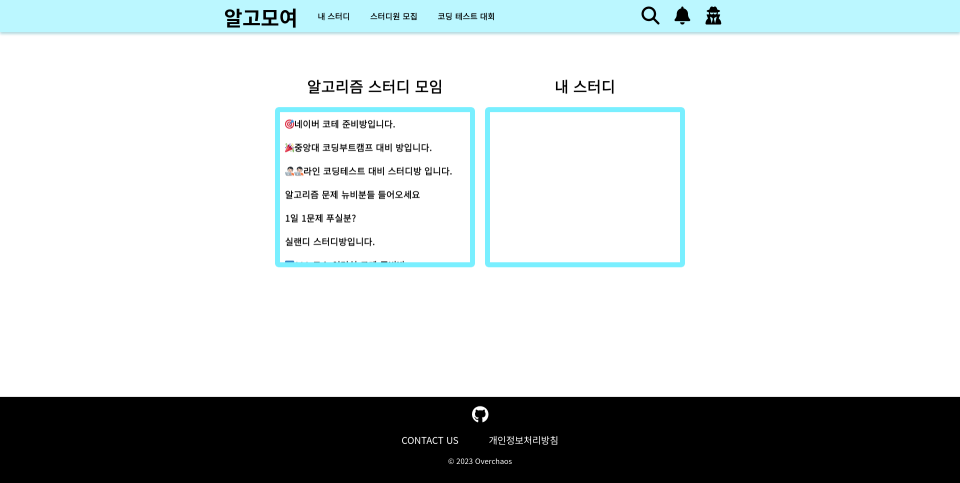 알고모여
내 스터디 스터디원 모집 코딩 테스트 대회
알고리즘 스터디 모임
내 스터디
🎯네이버 코테 준비방입니다.
🎉중앙대 코딩부트캠프 대비 방입니다.
라인 코딩테스트 대비 스터디방 입니다.
알고리즘 문제 뉴비분들 들어오세요
1일 1문제 푸실분?
실랜디 스터디방입니다.
CONTACT US 개인정보처리방침
© 2023 Overchaos